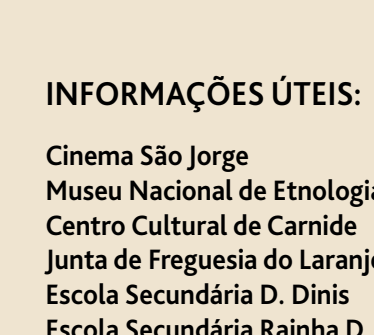 INFORMAÇÕES ÚTEIS:
Cinema São Jorge
Museu Nacional de Etnologia
Centro Cultural de Carnide
Junta de Freguesia do Laranj
Escola Secundária D. Dinis
Escola Secundária Rainha D